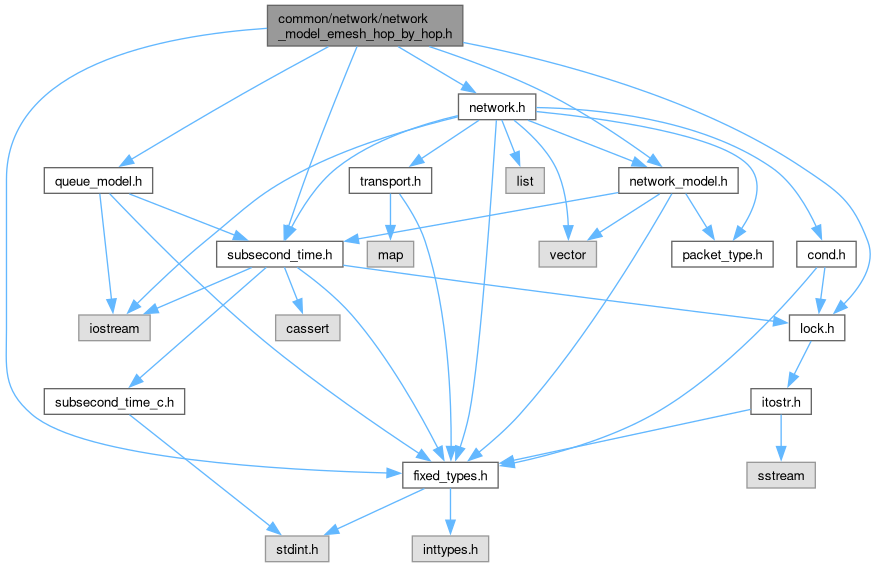 common/network/network
_model_emesh_hop_by_hop.h
network.h
queue_model.h
transport.h
list
network_model.h
subsecond_time.h
map
vector
packet_type.h
cond.h
iostream
cassert
lock.h
subsecond_time_c.h
itostr.h
fixed_types.h
sstream
stdint.h
inttypes.h